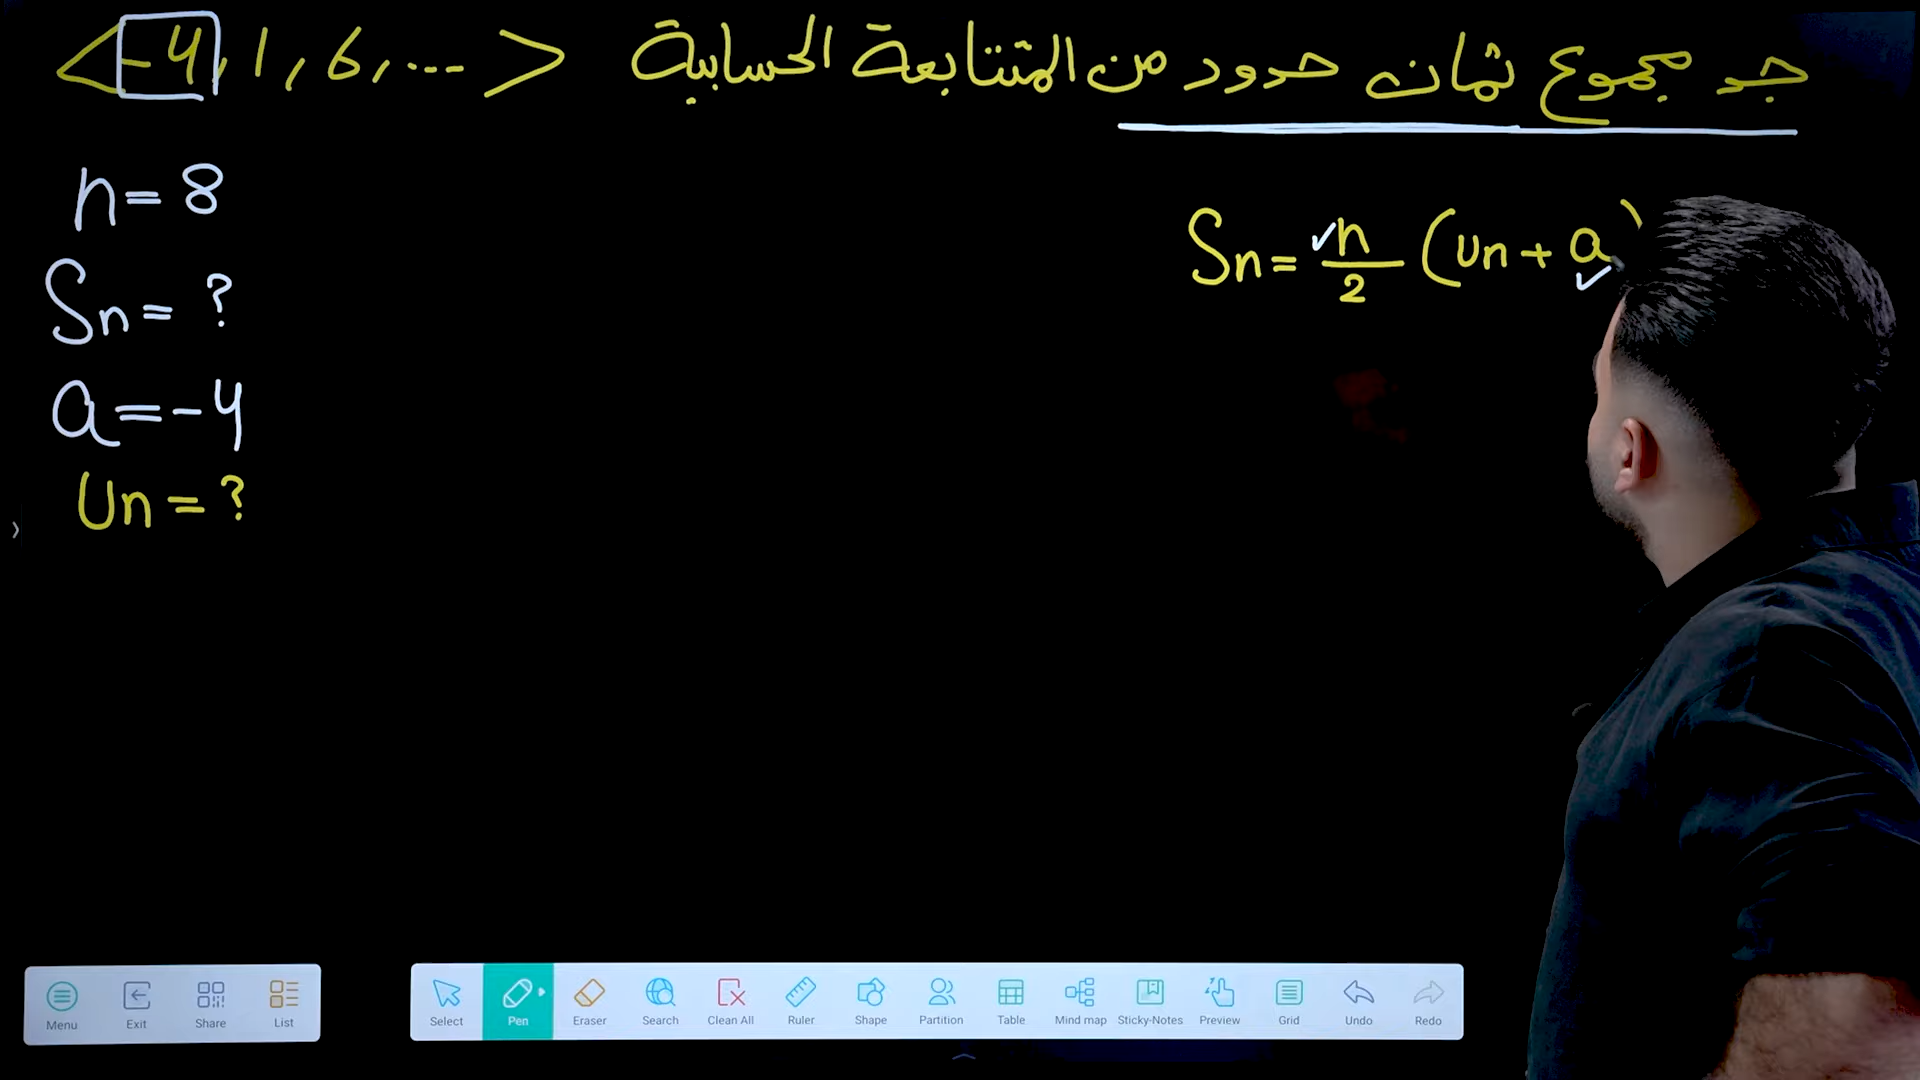 جد مجموع ثمان حدود من المتتابعة الحسابية < -4, 1, 6, ... >
n = 8
Sn = ?
a = -4
Un = ?
Sn = n/2 (Un + a)
Menu
Exit
Share
List
Select
Pen
Eraser
Search
Clean All
Ruler
Shape
Partition
Table
Mind map
Sticky-Notes
Preview
Grid
Undo
Redo